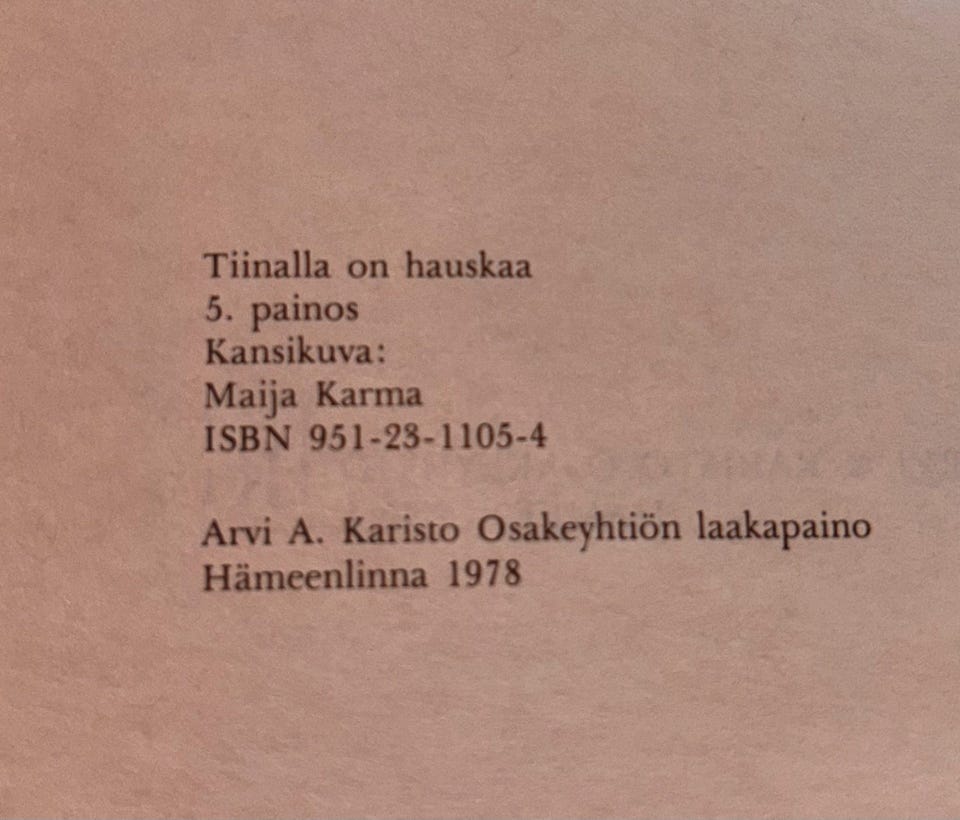 Tiinalla on hauskaa
5. painos
Kansikuva:
Maija Karma
ISBN 951-23-1105-4
Arvi A. Karisto Osakeyhtiön laakapaino
Hämeenlinna 1978